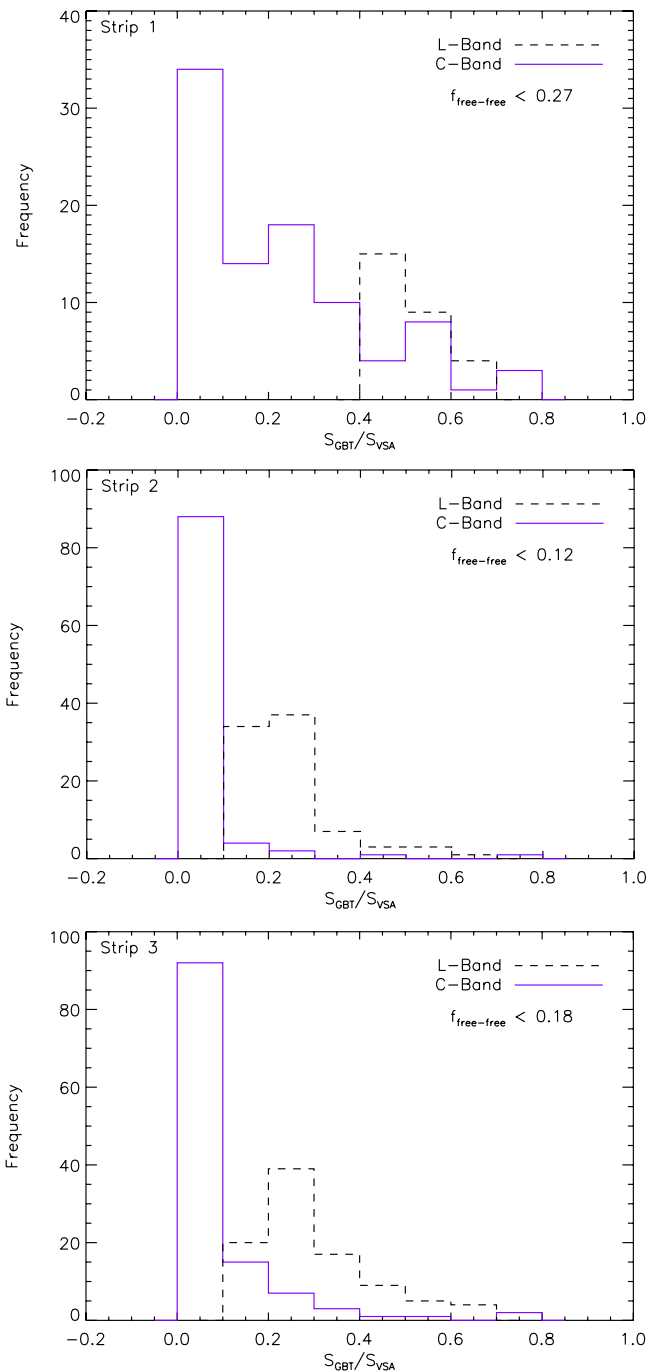 Strip 1
L-Band
C-Band
f_free-free < 0.27
Frequency
40
30
20
10
0
−0.2 0.0 0.2 0.4 0.6 0.8 1.0
S_GBT/S_VSA
Strip 2
L-Band
C-Band
f_free-free < 0.12
Frequency
100
80
60
40
20
0
−0.2 0.0 0.2 0.4 0.6 0.8 1.0
S_GBT/S_VSA
Strip 3
L-Band
C-Band
f_free-free < 0.18
Frequency
100
80
60
40
20
0
−0.2 0.0 0.2 0.4 0.6 0.8 1.0
S_GBT/S_VSA